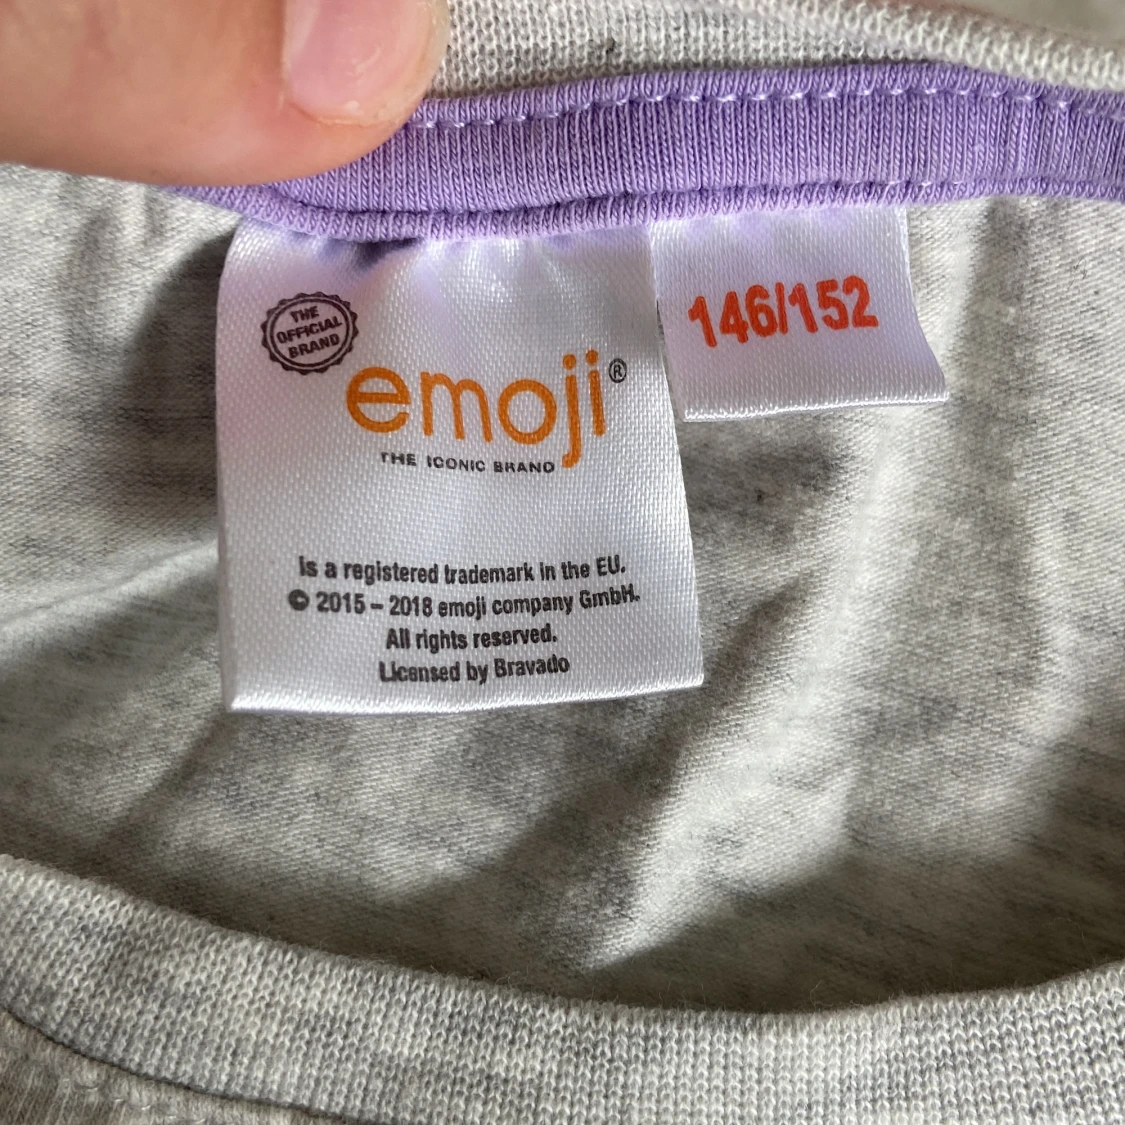 THE
OFFICIAL
BRAND
emoji®
THE ICONIC BRAND
is a registered trademark in the EU.
© 2015 – 2018 emoji company GmbH.
All rights reserved.
Licensed by Bravado
146/152